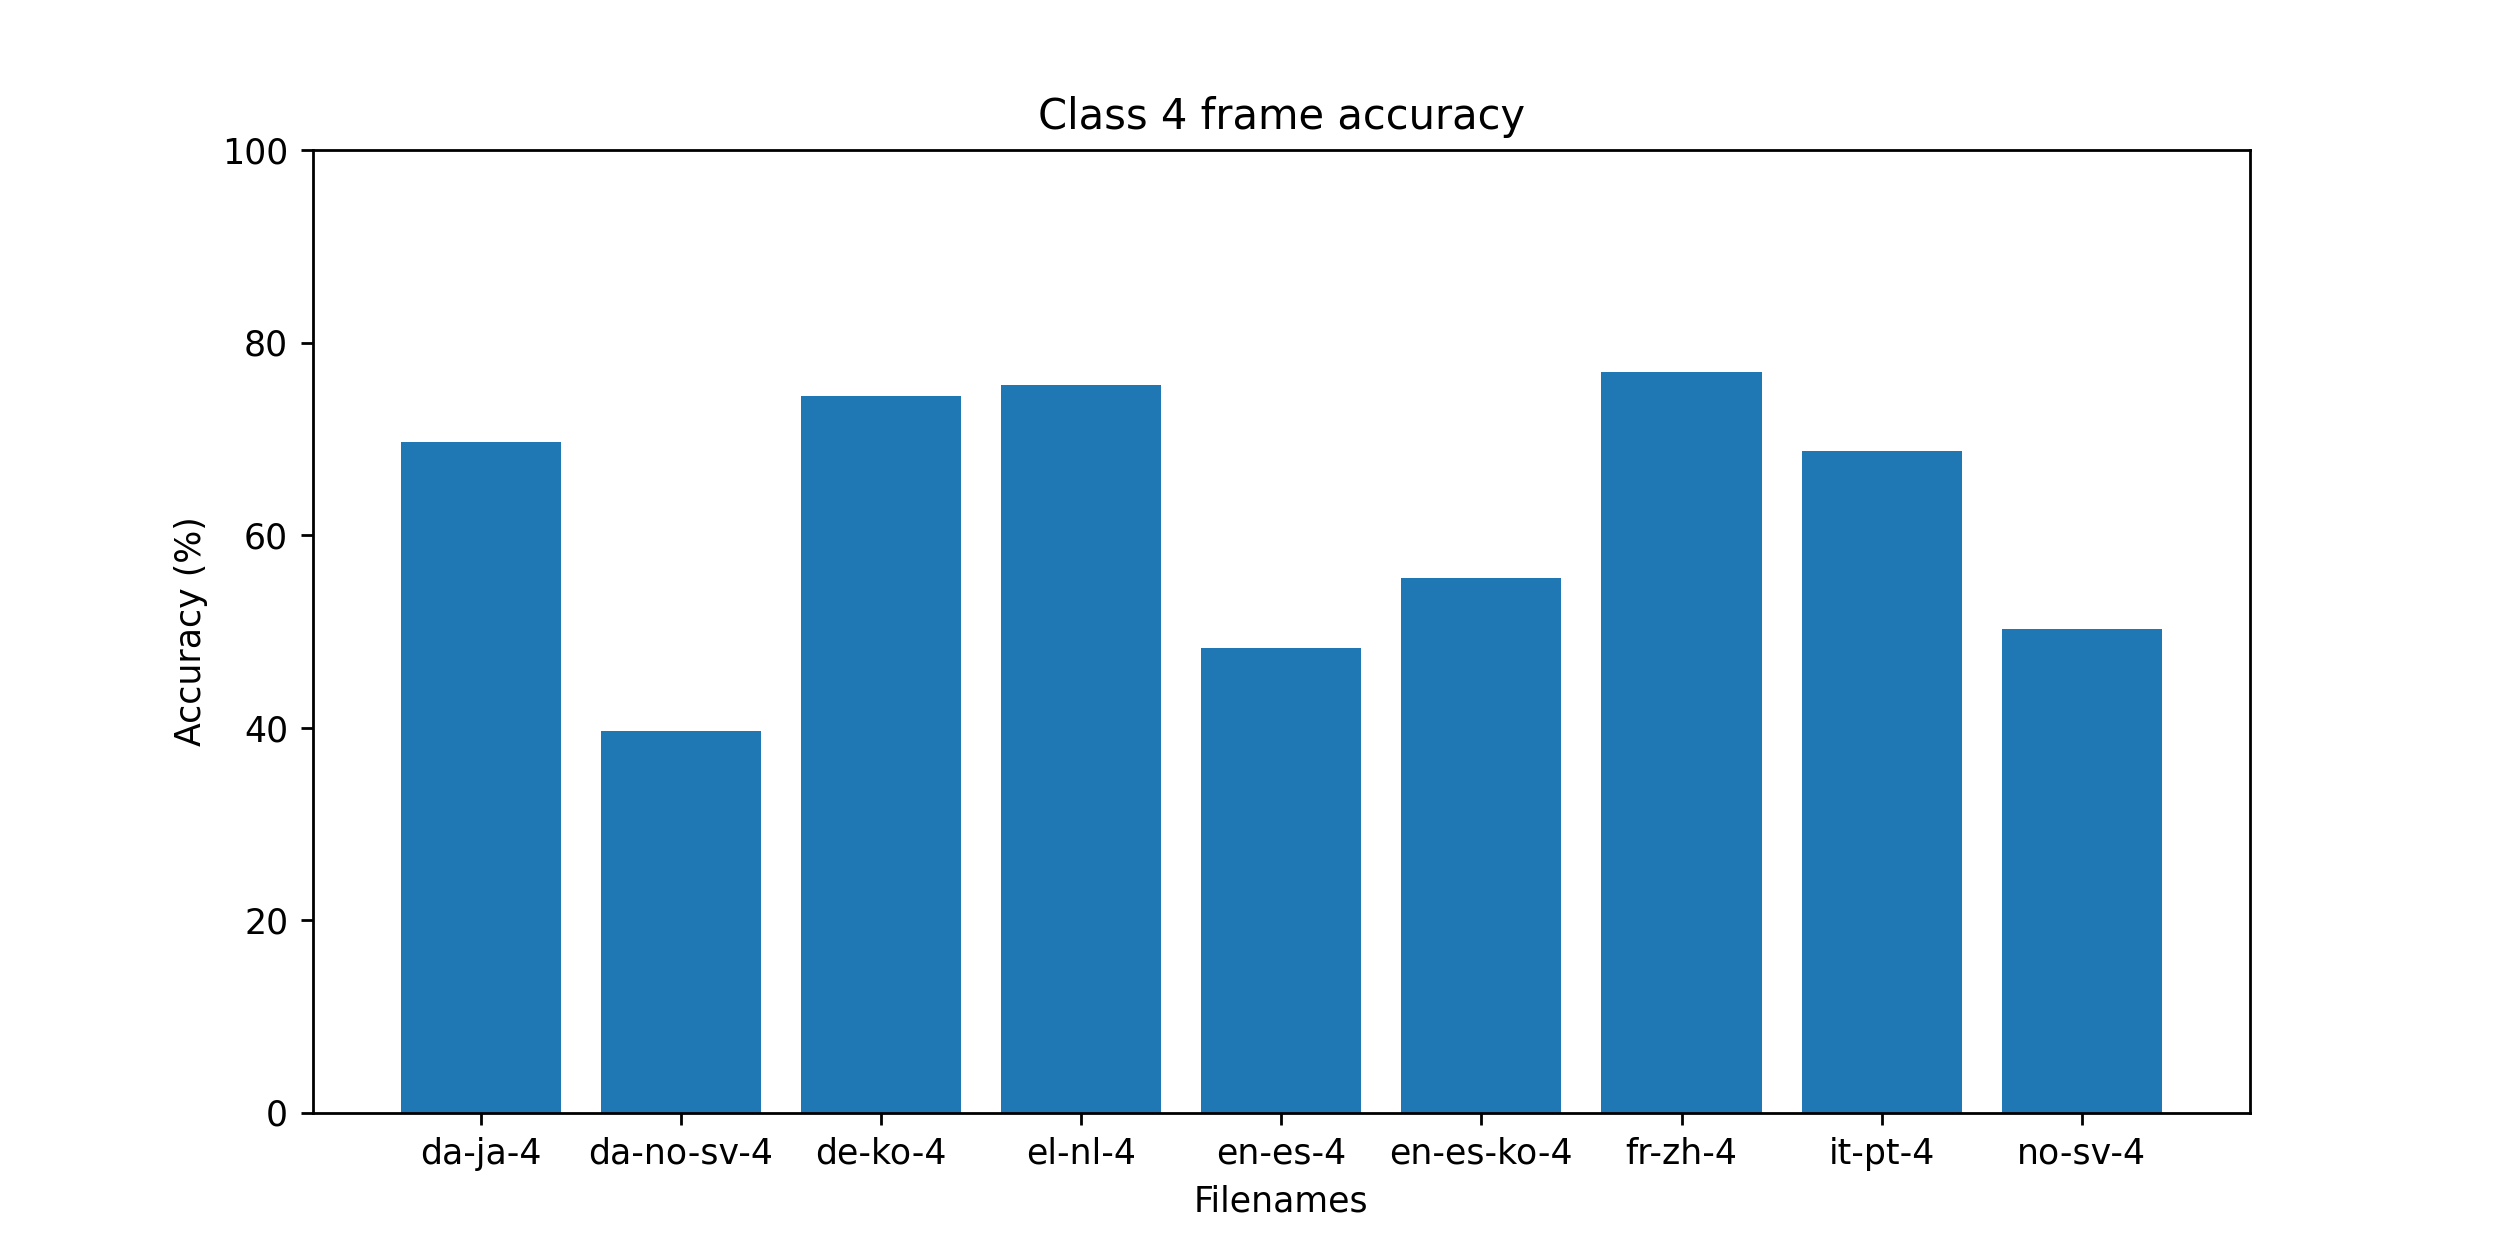 Class 4 frame accuracy
100
80
60
40
20
0
Accuracy (%)
da-ja-4 da-no-sv-4 de-ko-4 el-nl-4 en-es-4 en-es-ko-4 fr-zh-4 it-pt-4 no-sv-4
Filenames